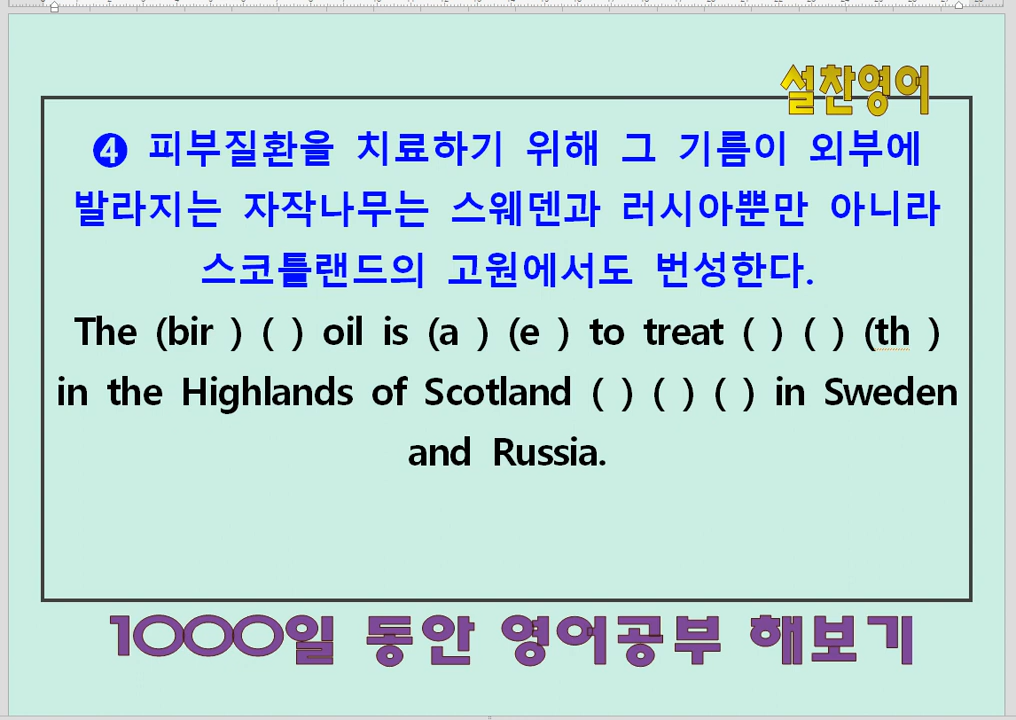 설찬영어
❹ 피부질환을 치료하기 위해 그 기름이 외부에
발라지는 자작나무는 스웨덴과 러시아뿐만 아니라
스코틀랜드의 고원에서도 번성한다.
The (bir ) ( ) oil is (a ) (e ) to treat ( ) ( ) (th )
in the Highlands of Scotland ( ) ( ) ( ) in Sweden
and Russia.
1000일 동안 영어공부 해보기